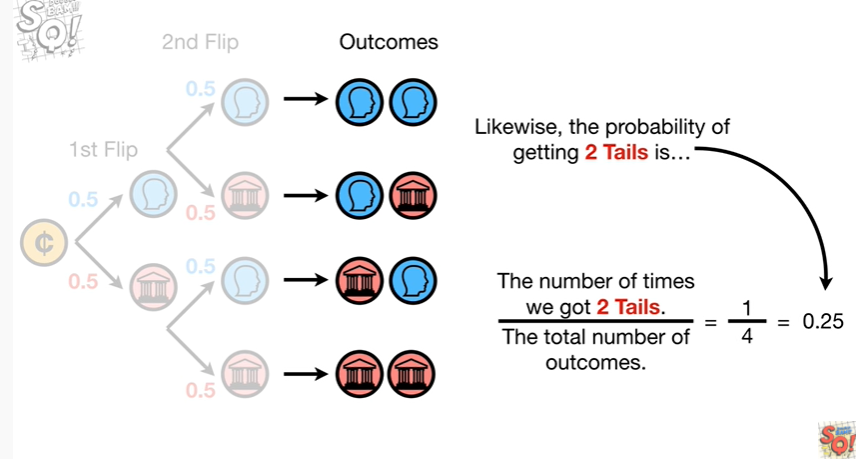 2nd Flip
Outcomes
0.5
1st Flip
0.5
0.5
¢
0.5
0.5
0.5
Likewise, the probability of
getting 2 Tails is...
The number of times
we got 2 Tails.
The total number of
outcomes.
= 1/4 = 0.25
SQ!
SQ!